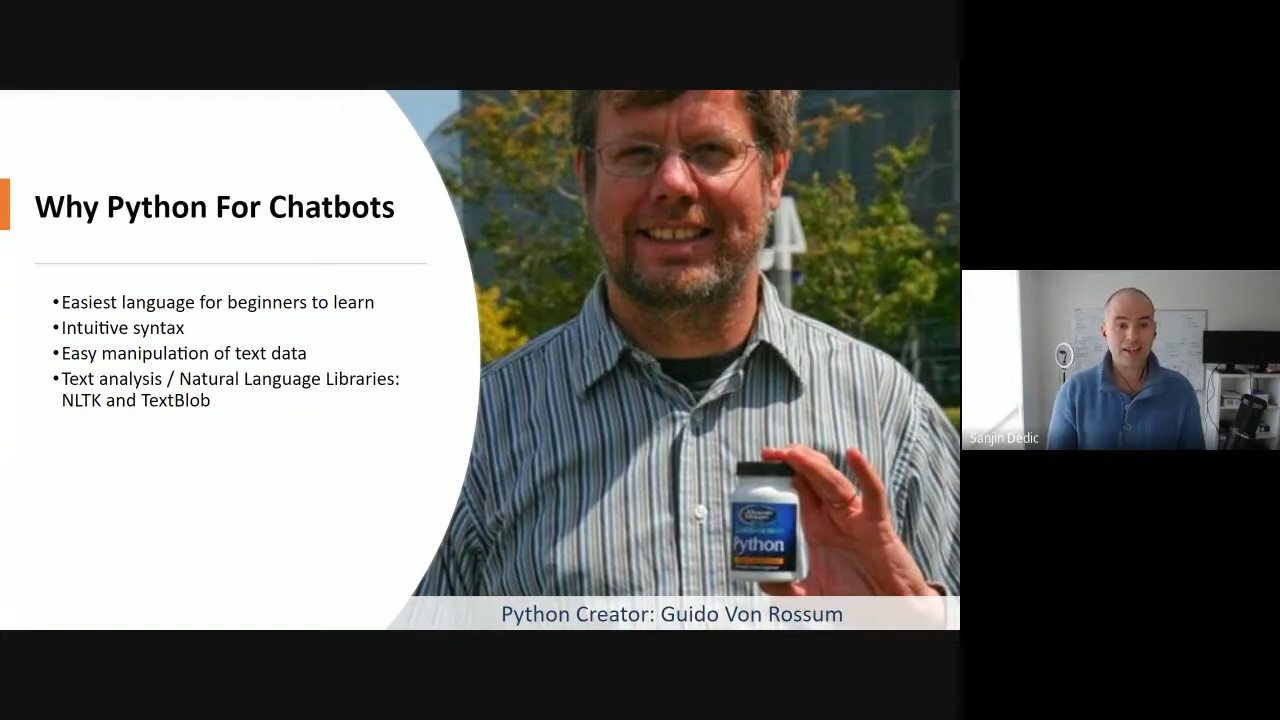 Why Python For Chatbots
•Easiest language for beginners to learn
•Intuitive syntax
•Easy manipulation of text data
•Text analysis / Natural Language Libraries:
NLTK and TextBlob
Python
Python Creator: Guido Von Rossum
Sanjin Dedic